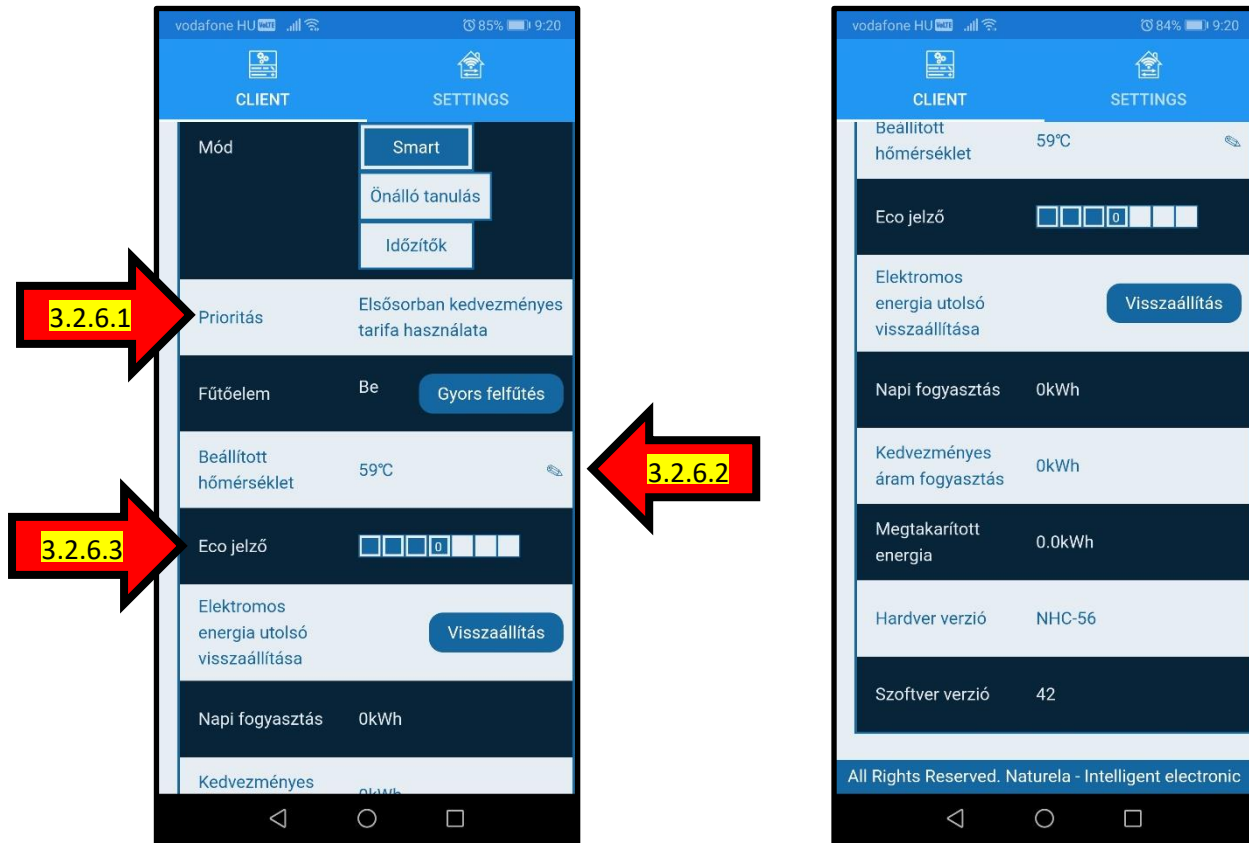 vodafone HU VoLTE 85% 9:20
CLIENT SETTINGS
Mód Smart
Önálló tanulás
Időzítők
3.2.6.1
Prioritás
Elsősorban kedvezményes
tarifa használata
Fűtőelem Be Gyors felfűtés
Beállított
hőmérséklet
59℃
3.2.6.2
3.2.6.3
Eco jelző 0
Elektromos
energia utolsó
visszaállítása
Visszaállítás
Napi fogyasztás 0kWh
Kedvezményes
0kWh
vodafone HU VoLTE 84% 9:20
CLIENT SETTINGS
Beállított
hőmérséklet
59℃
Eco jelző 0
Elektromos
energia utolsó
visszaállítása
Visszaállítás
Napi fogyasztás 0kWh
Kedvezményes
áram fogyasztás
0kWh
Megtakarított
energia
0.0kWh
Hardver verzió NHC-56
Szoftver verzió 42
All Rights Reserved. Naturela - Intelligent electronic